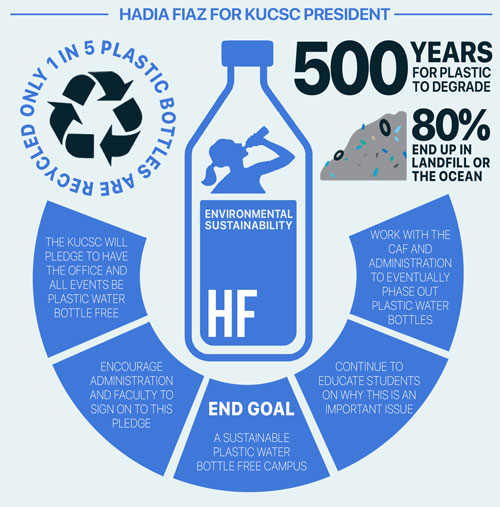 HADIA FIAZ FOR KUCSC PRESIDENT
ONLY 1 IN 5 PLASTIC BOTTLES ARE RECYCLED
500 YEARS
FOR PLASTIC
TO DEGRADE
80%
END UP IN
LANDFILL OR
THE OCEAN
ENVIRONMENTAL
SUSTAINABILITY
HF
THE KUCSC WILL
PLEDGE TO HAVE
THE OFFICE AND
ALL EVENTS BE
PLASTIC WATER
BOTTLE FREE
ENCOURAGE
ADMINISTRATION
AND FACULTY TO
SIGN ON TO THIS
PLEDGE
END GOAL
A SUSTAINABLE
PLASTIC WATER
BOTTLE FREE CAMPUS
CONTINUE TO
EDUCATE STUDENTS
ON WHY THIS IS AN
IMPORTANT ISSUE
WORK WITH THE
CAF AND
ADMINISTRATION
TO EVENTUALLY
PHASE OUT
PLASTIC WATER
BOTTLES